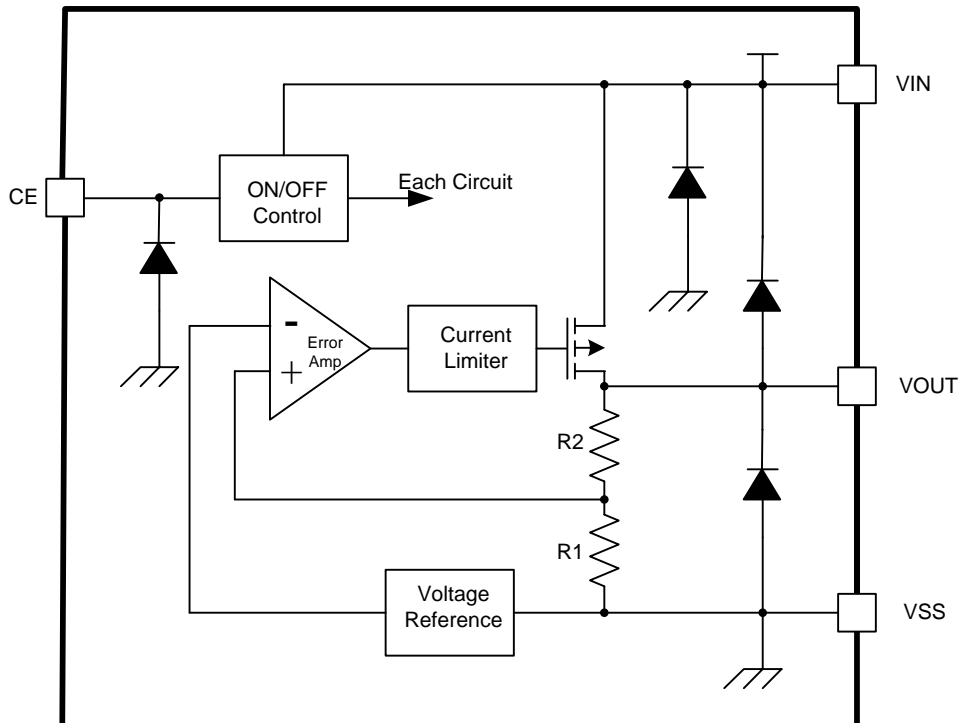 VIN
CE
ON/OFF
Control
Each Circuit
-
Error
Amp
+
Current
Limiter
VOUT
R2
R1
Voltage
Reference
VSS